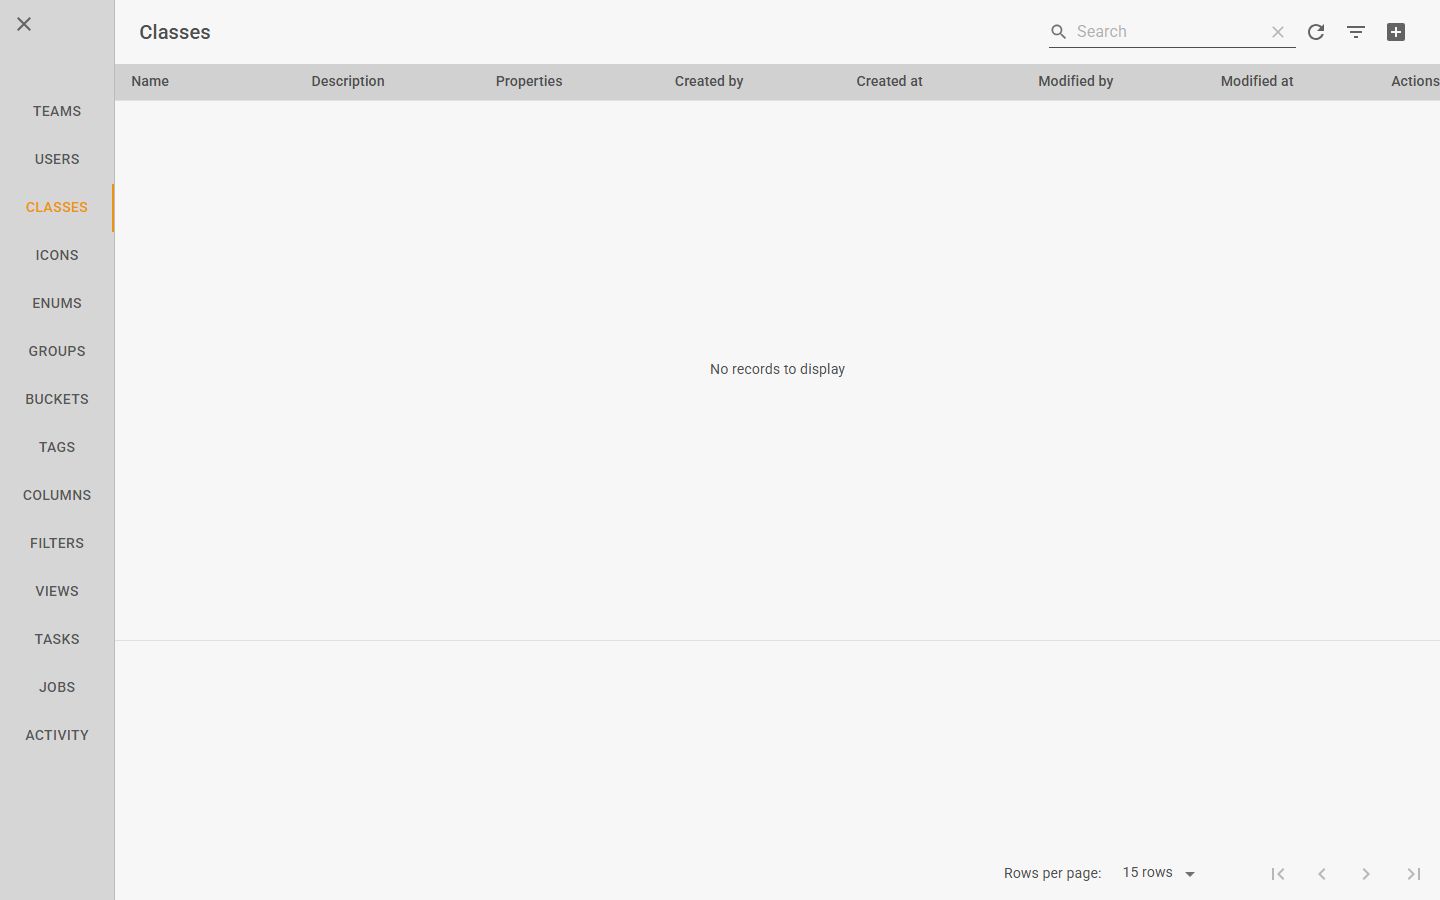 Classes
Search
Name Description Properties Created by Created at Modified by Modified at Actions
TEAMS
USERS
CLASSES
ICONS
ENUMS
GROUPS
BUCKETS
TAGS
COLUMNS
FILTERS
VIEWS
TASKS
JOBS
ACTIVITY
No records to display
Rows per page: 15 rows